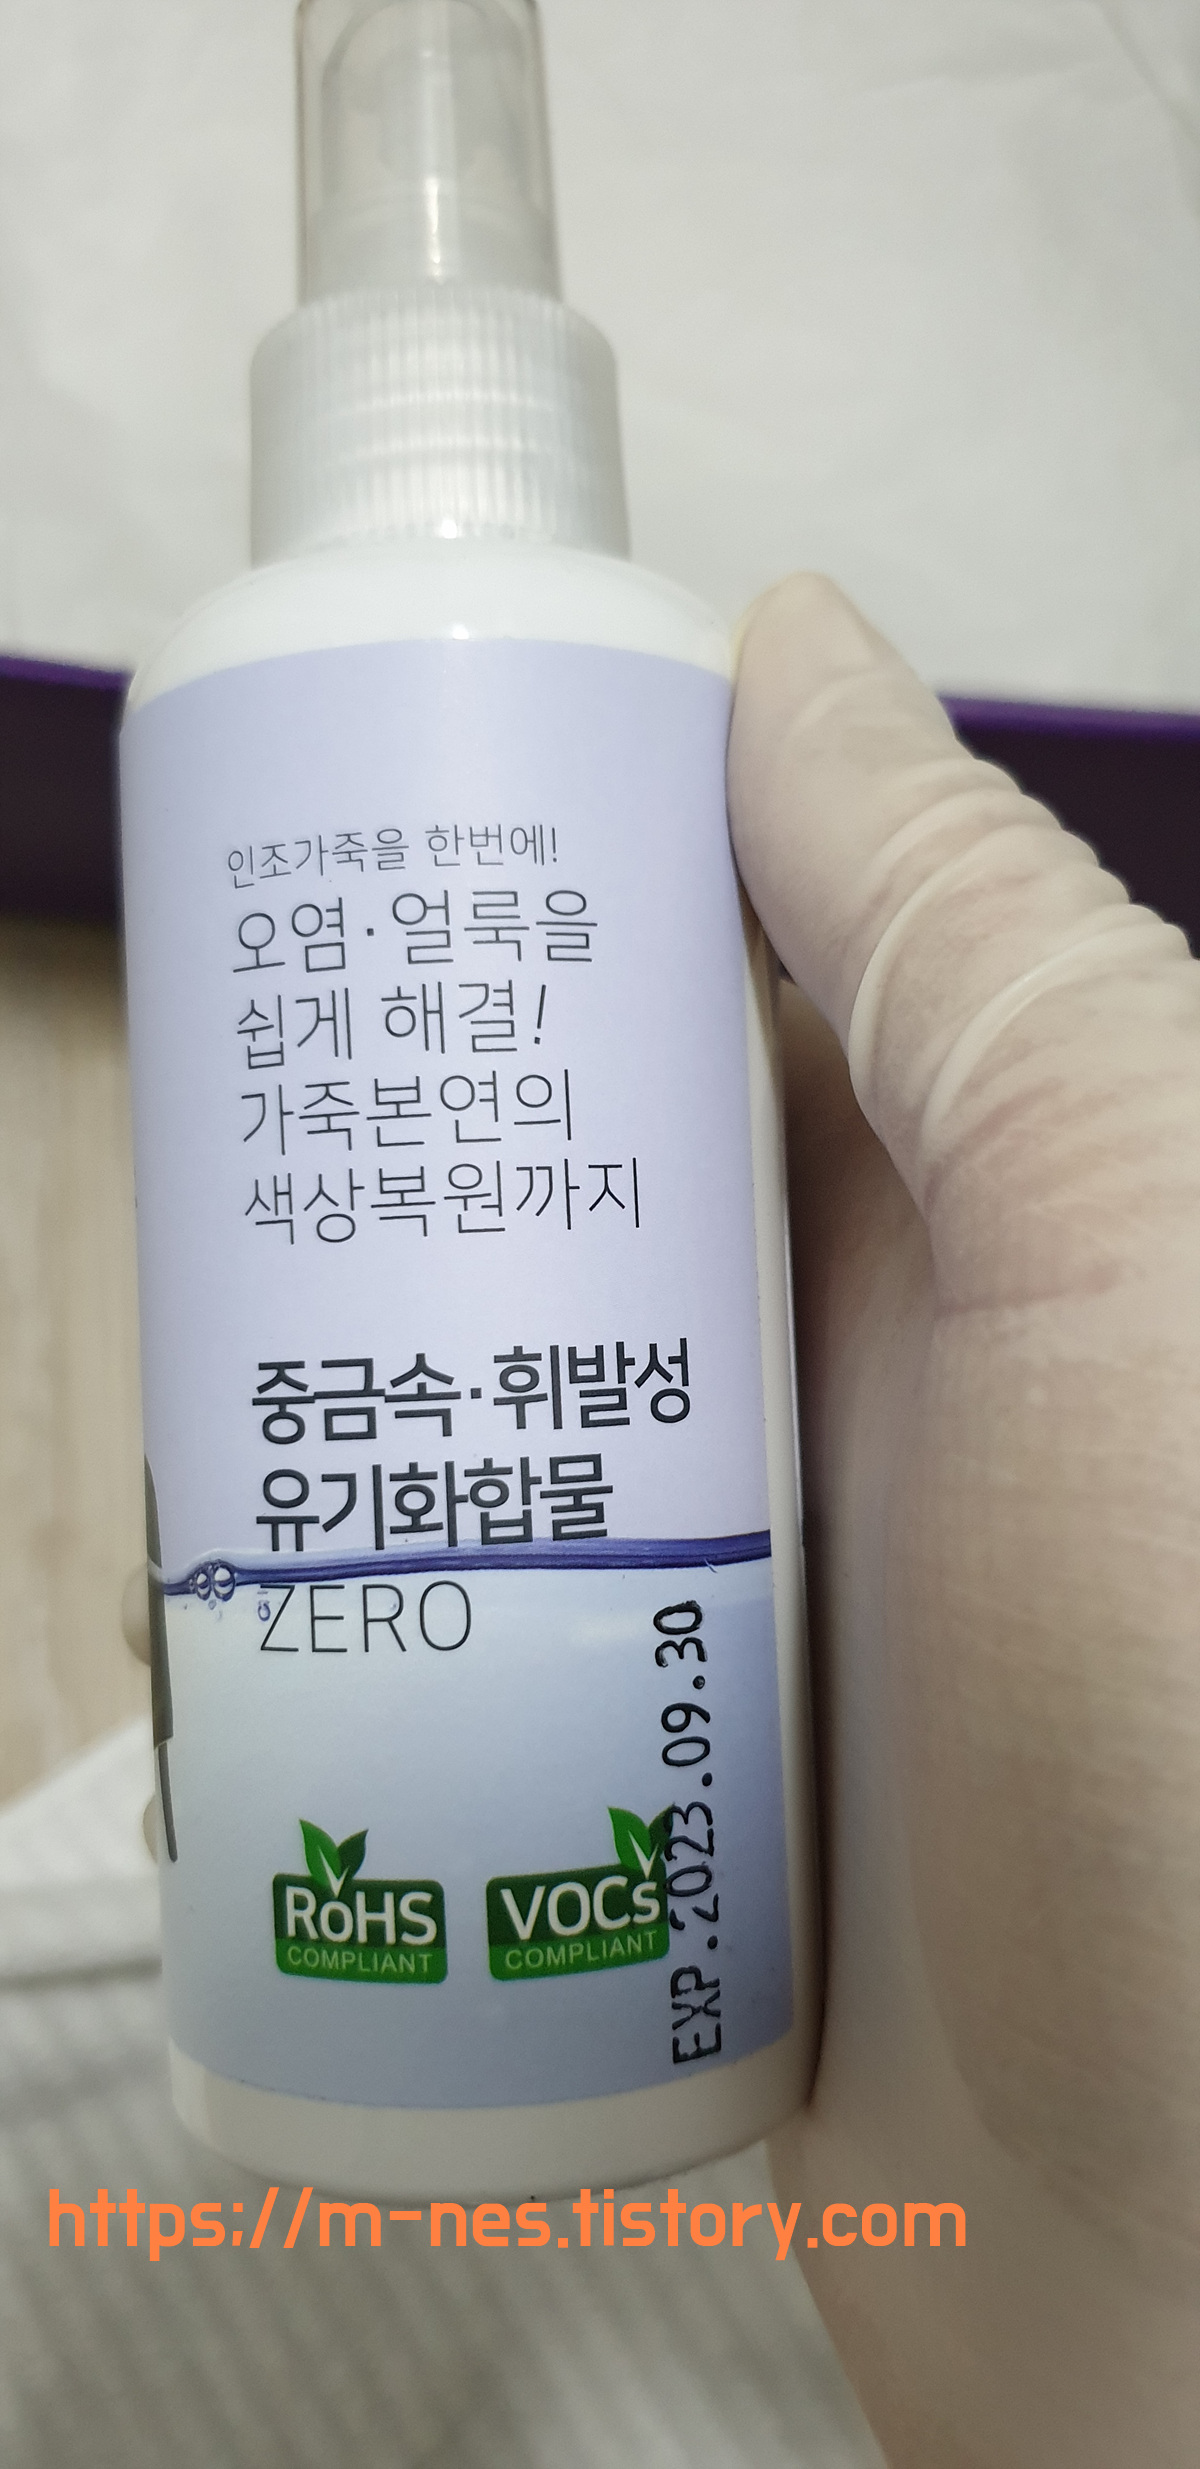 인조가죽을 한번에!
오염·얼룩을
쉽게 해결!
가죽본연의
색상복원까지
중금속·휘발성
유기화합물
ZERO
RoHS
COMPLIANT
VOCs
COMPLIANT
EXP.2023.09.30
https://m-nes.tistory.com